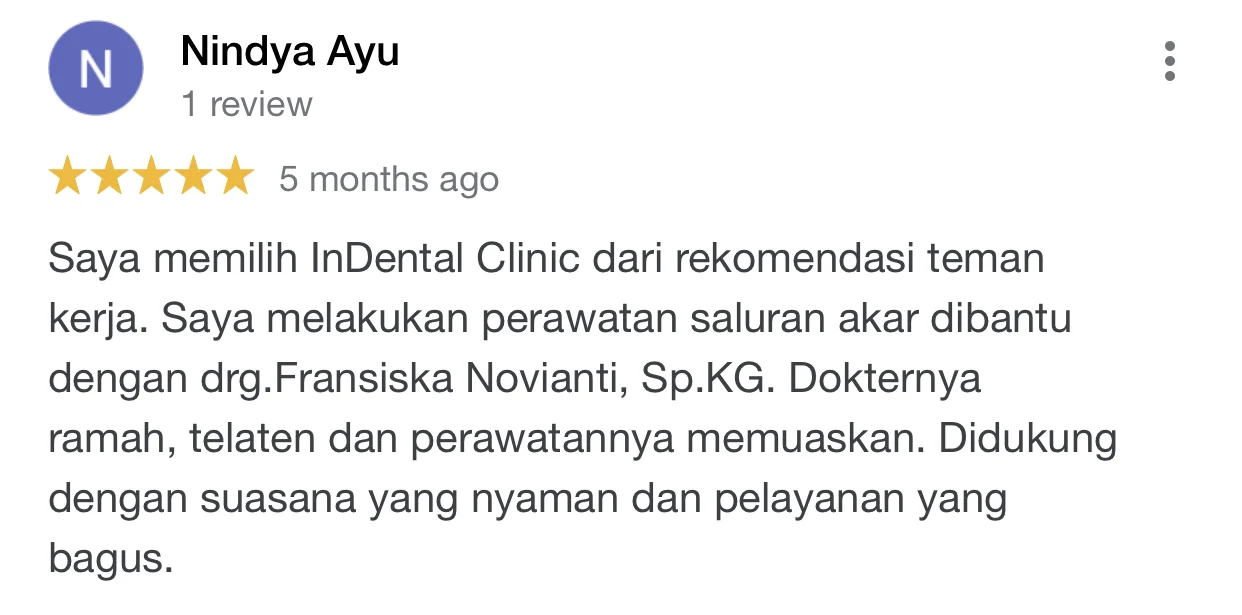 N
Nindya Ayu
1 review
5 months ago
Saya memilih InDental Clinic dari rekomendasi teman
kerja. Saya melakukan perawatan saluran akar dibantu
dengan drg.Fransiska Novianti, Sp.KG. Dokternya
ramah, telaten dan perawatannya memuaskan. Didukung
dengan suasana yang nyaman dan pelayanan yang
bagus.